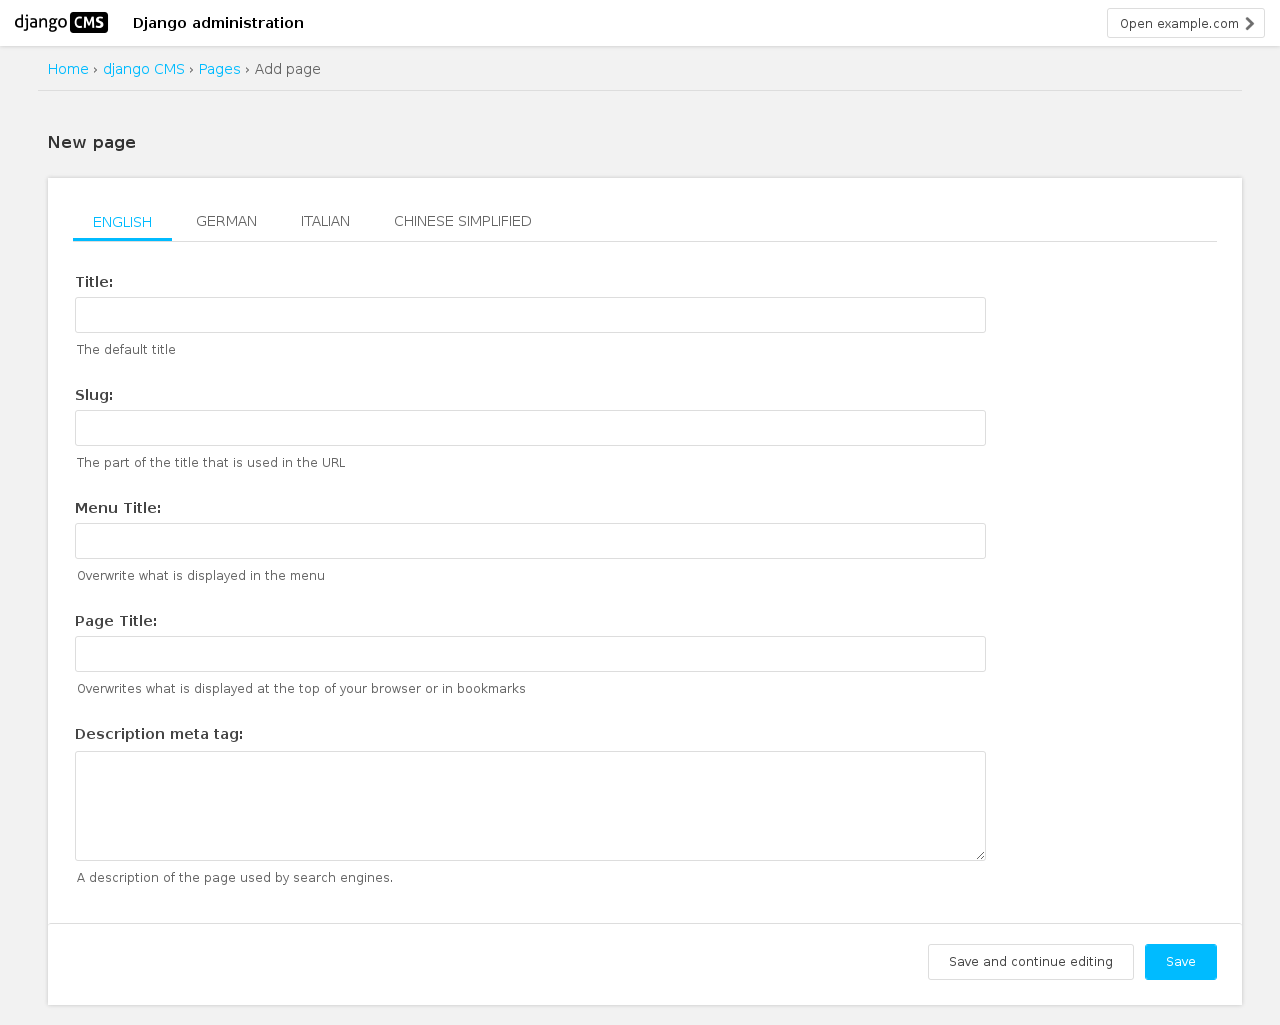 django CMS Django administration Open example.com
Home › django CMS › Pages › Add page
New page
ENGLISH GERMAN ITALIAN CHINESE SIMPLIFIED
Title:
The default title
Slug:
The part of the title that is used in the URL
Menu Title:
Overwrite what is displayed in the menu
Page Title:
Overwrites what is displayed at the top of your browser or in bookmarks
Description meta tag:
A description of the page used by search engines.
Save and continue editing Save